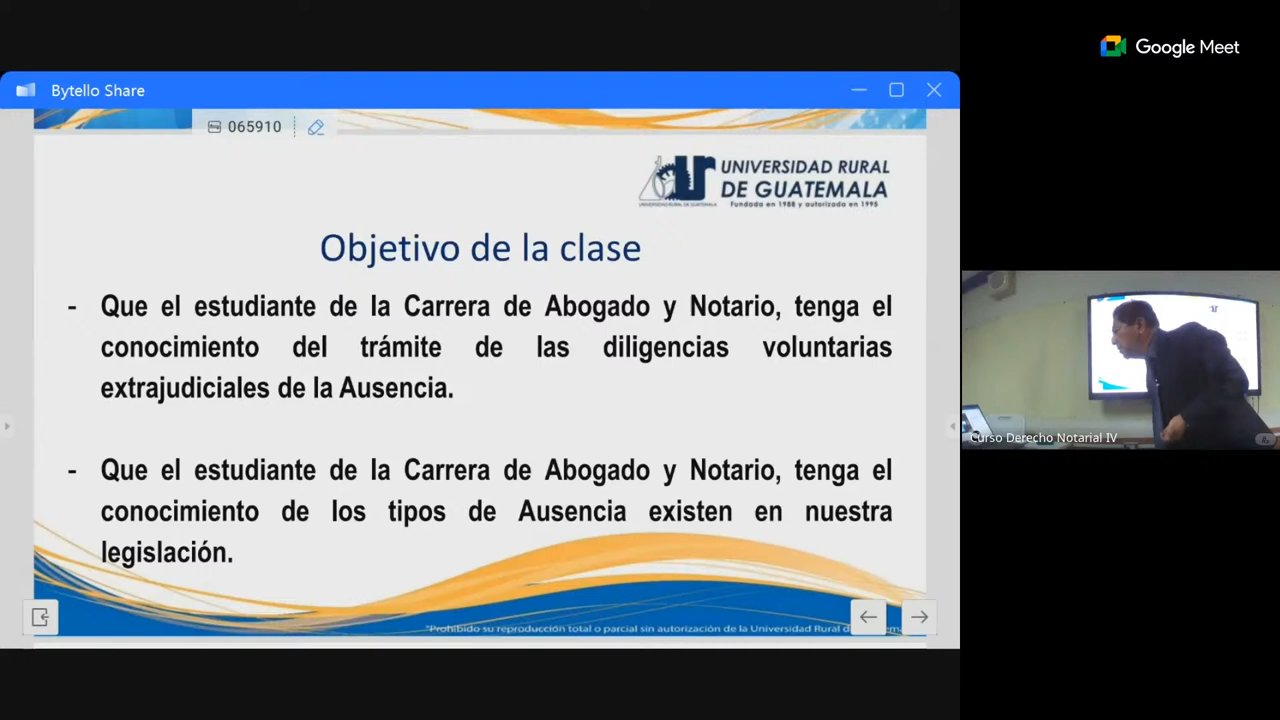 Google Meet
Bytello Share
065910
UNIVERSIDAD RURAL
DE GUATEMALA
Fundada en 1988 y autorizada en 1995
UNIVERSIDAD RURAL DE GUATEMALA
Objetivo de la clase
- Que el estudiante de la Carrera de Abogado y Notario, tenga el
conocimiento del trámite de las diligencias voluntarias
extrajudiciales de la Ausencia.
- Que el estudiante de la Carrera de Abogado y Notario, tenga el
conocimiento de los tipos de Ausencia existen en nuestra
legislación.
"Prohibido su reproducción total o parcial sin autorización de la Universidad Rural
Curso Derecho Notarial IV